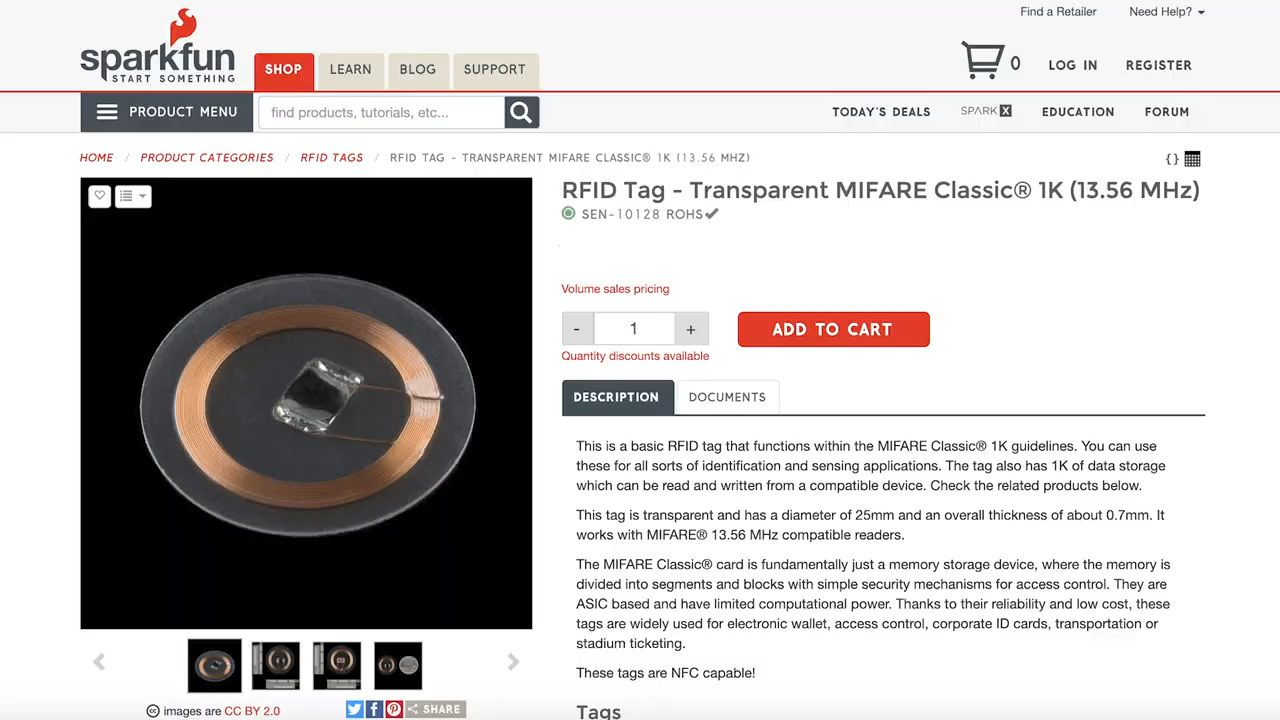 Find a Retailer Need Help?
sparkfun
START SOMETHING
SHOP LEARN BLOG SUPPORT
0 LOG IN REGISTER
PRODUCT MENU find products, tutorials, etc... TODAY'S DEALS SPARK X EDUCATION FORUM
HOME / PRODUCT CATEGORIES / RFID TAGS / RFID TAG - TRANSPARENT MIFARE CLASSIC® 1K (13.56 MHZ) {}
RFID Tag - Transparent MIFARE Classic® 1K (13.56 MHz)
SEN-10128 ROHS✔
Volume sales pricing
- 1 + ADD TO CART
Quantity discounts available
DESCRIPTION DOCUMENTS
This is a basic RFID tag that functions within the MIFARE Classic® 1K guidelines. You can use
these for all sorts of identification and sensing applications. The tag also has 1K of data storage
which can be read and written from a compatible device. Check the related products below.
This tag is transparent and has a diameter of 25mm and an overall thickness of about 0.7mm. It
works with MIFARE® 13.56 MHz compatible readers.
The MIFARE Classic® card is fundamentally just a memory storage device, where the memory is
divided into segments and blocks with simple security mechanisms for access control. They are
ASIC based and have limited computational power. Thanks to their reliability and low cost, these
tags are widely used for electronic wallet, access control, corporate ID cards, transportation or
stadium ticketing.
These tags are NFC capable!
Tags
cc images are CC BY 2.0 SHARE